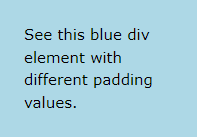 See this blue div
element with
different padding
values.